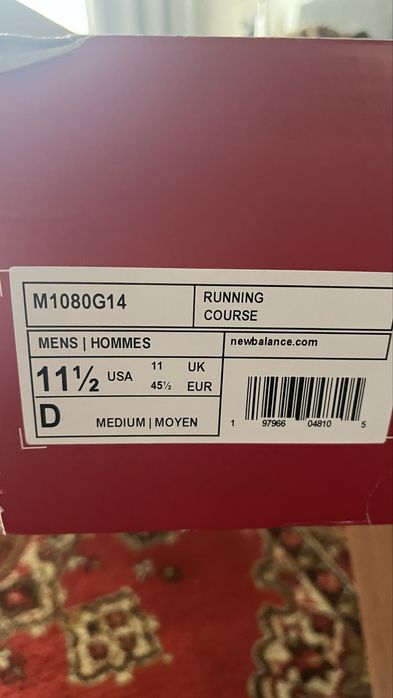 M1080G14
RUNNING
COURSE
MENS | HOMMES
newbalance.com
11½ USA 11 UK
45½ EUR
D MEDIUM | MOYEN
1 97966 04810 5